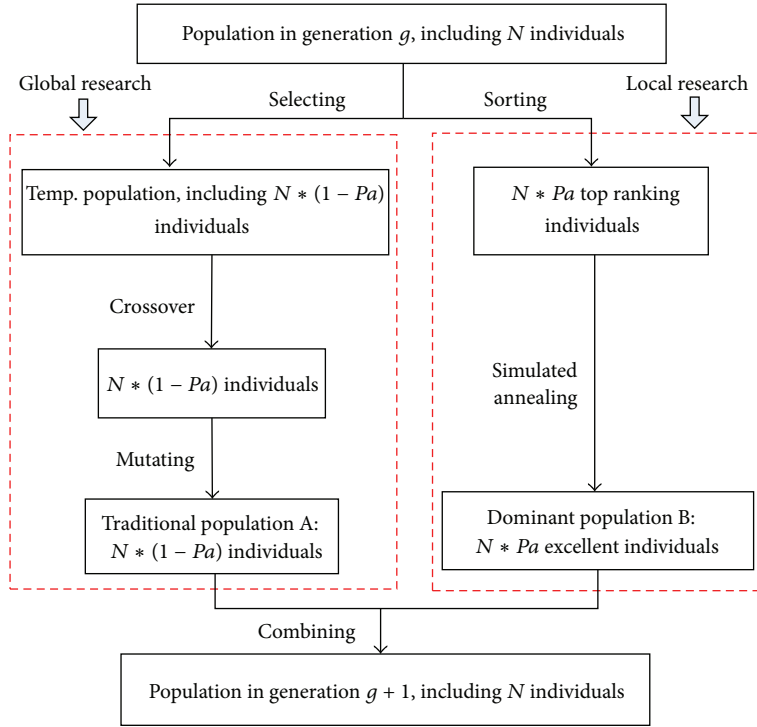 Population in generation g, including N individuals
Global research
Local research
Selecting
Sorting
Temp. population, including N ∗ (1 − Pa)
individuals
N ∗ Pa top ranking
individuals
Crossover
N ∗ (1 − Pa) individuals
Simulated
annealing
Mutating
Traditional population A:
N ∗ (1 − Pa) individuals
Dominant population B:
N ∗ Pa excellent individuals
Combining
Population in generation g + 1, including N individuals